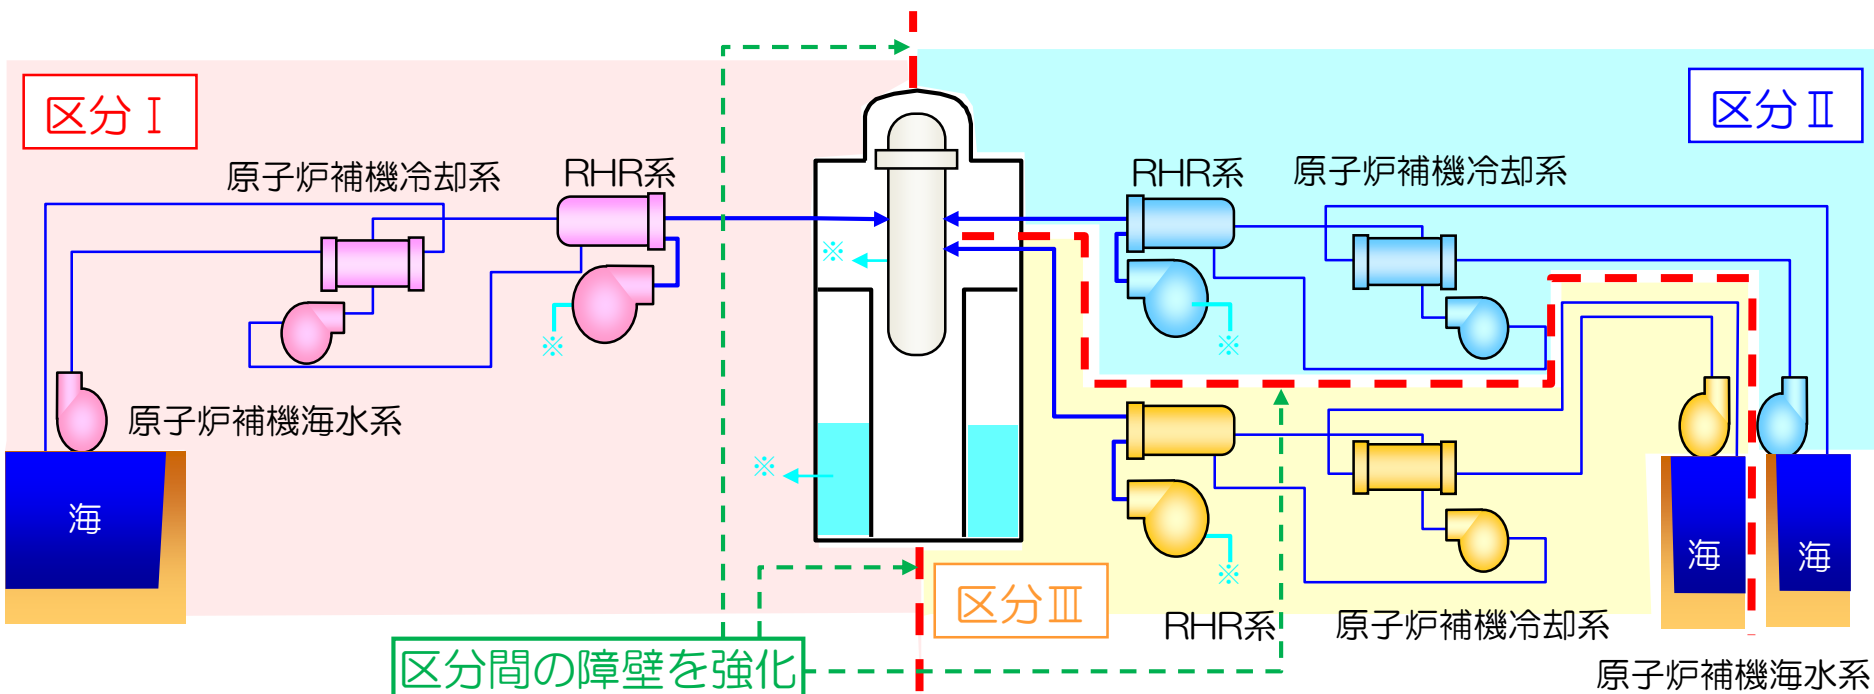 区分Ⅰ
区分Ⅱ
原子炉補機冷却系
RHR系
RHR系
原子炉補機冷却系
※
※
※
原子炉補機海水系
※
海
海
海
※
区分Ⅲ
RHR系
原子炉補機冷却系
区分間の障壁を強化
原子炉補機海水系